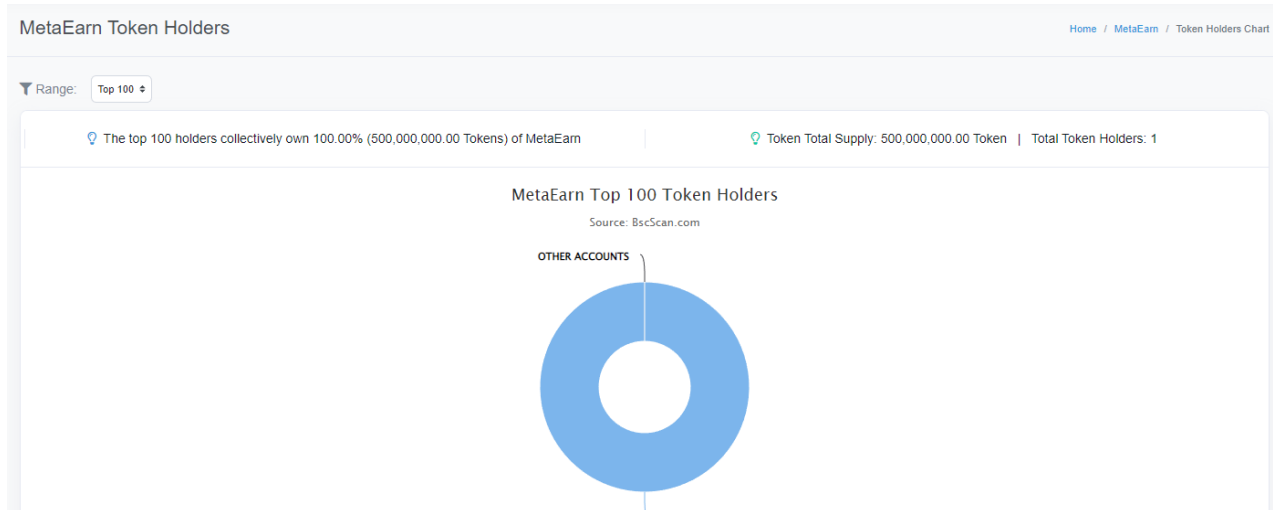 MetaEarn Token Holders
Home / MetaEarn / Token Holders Chart
Range: Top 100
The top 100 holders collectively own 100.00% (500,000,000.00 Tokens) of MetaEarn
Token Total Supply: 500,000,000.00 Token | Total Token Holders: 1
MetaEarn Top 100 Token Holders
Source: BscScan.com
OTHER ACCOUNTS